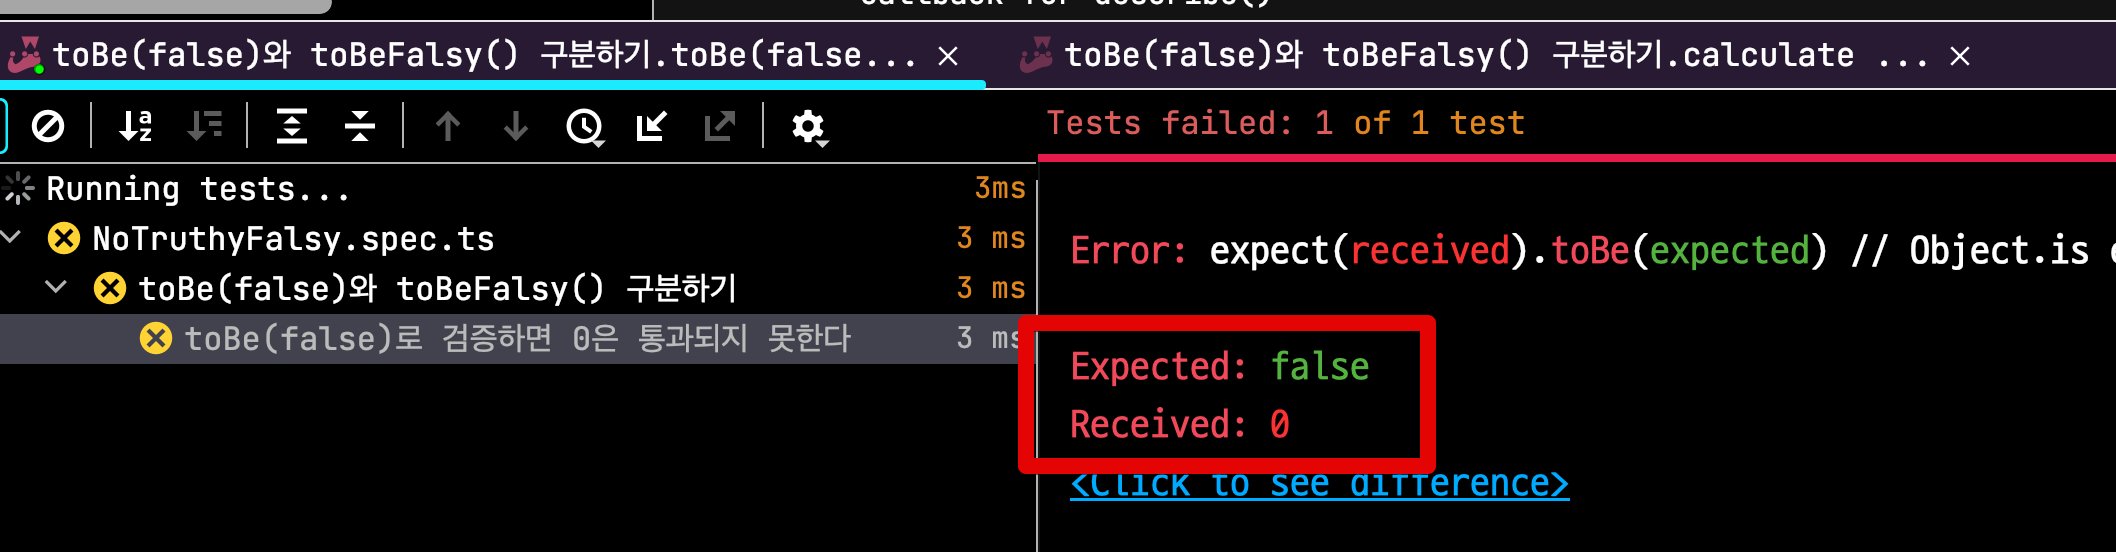 callback for describe()
toBe(false)와 toBeFalsy() 구분하기.toBe(false...
toBe(false)와 toBeFalsy() 구분하기.calculate ...
Tests failed: 1 of 1 test
Running tests... 3ms
NoTruthyFalsy.spec.ts 3 ms
toBe(false)와 toBeFalsy() 구분하기 3 ms
toBe(false)로 검증하면 0은 통과되지 못한다 3 ms
Error: expect(received).toBe(expected) // Object.is
Expected: false
Received: 0
<Click to see difference>